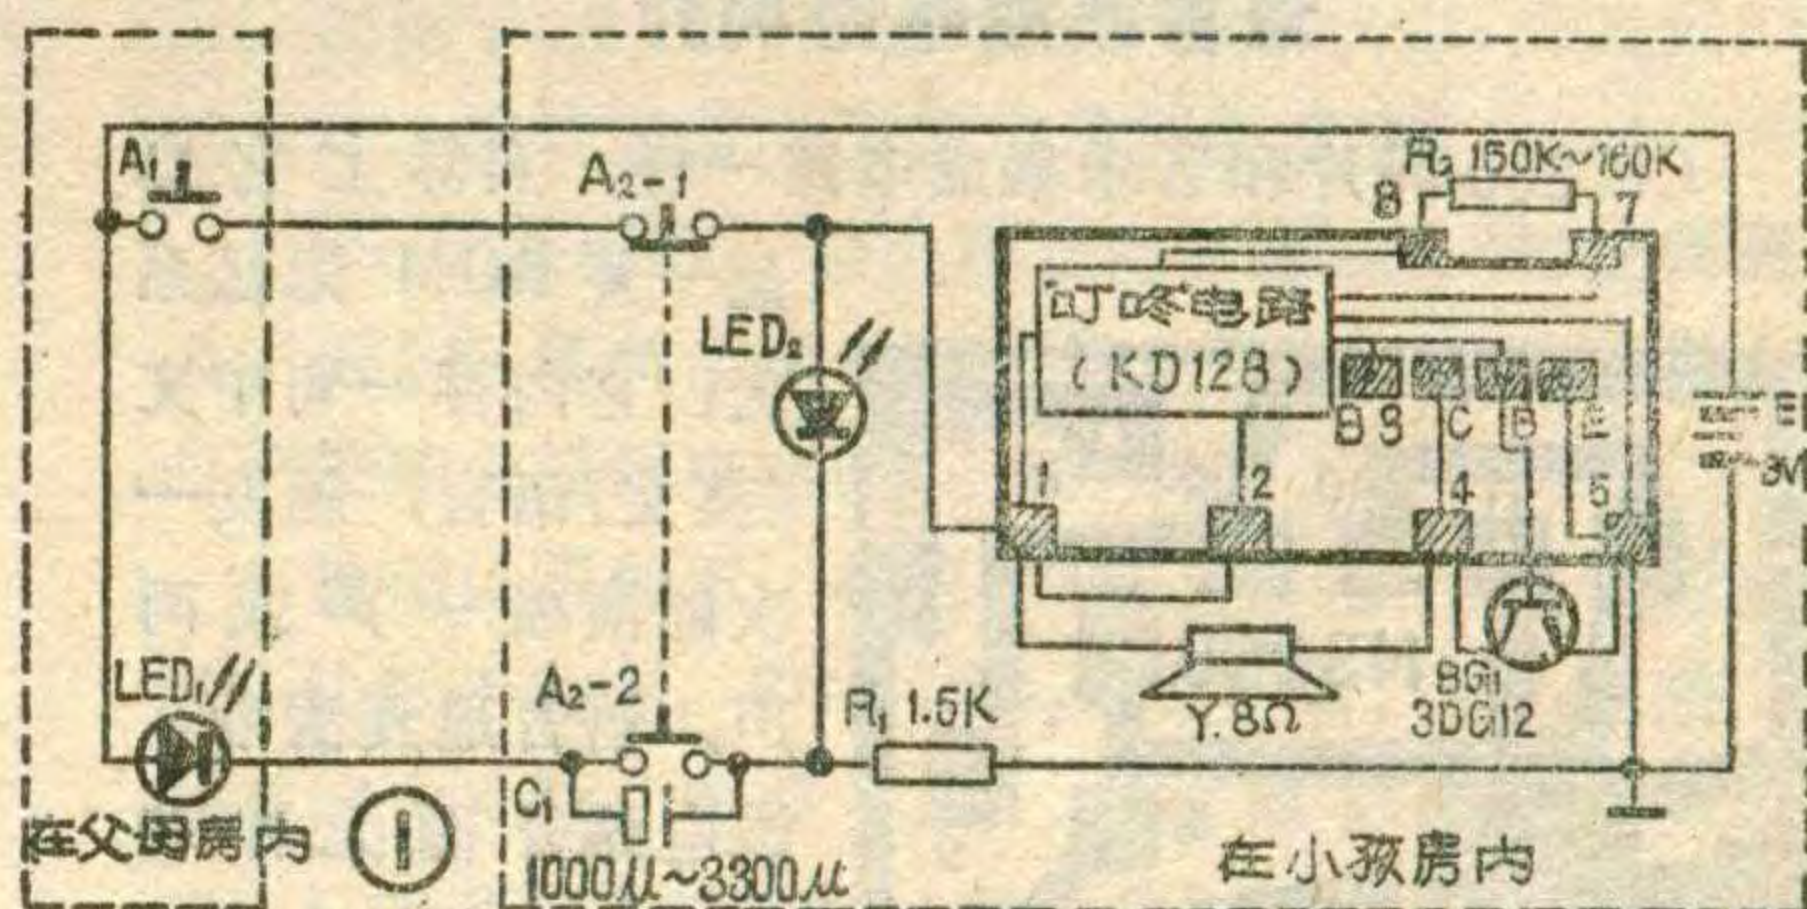 A₁
A₂-1
R₂ 150K~160K
8
7
LED₂
"叮咚"电路
(KD128)
B S C B E
E
3V
1
2
4
5
LED₁
A₂-2
R₁ 1.5K
Y.8Ω
BG₁
3DG12
C₁
1000μ~3300μ
在父母房内
①
在小孩房内